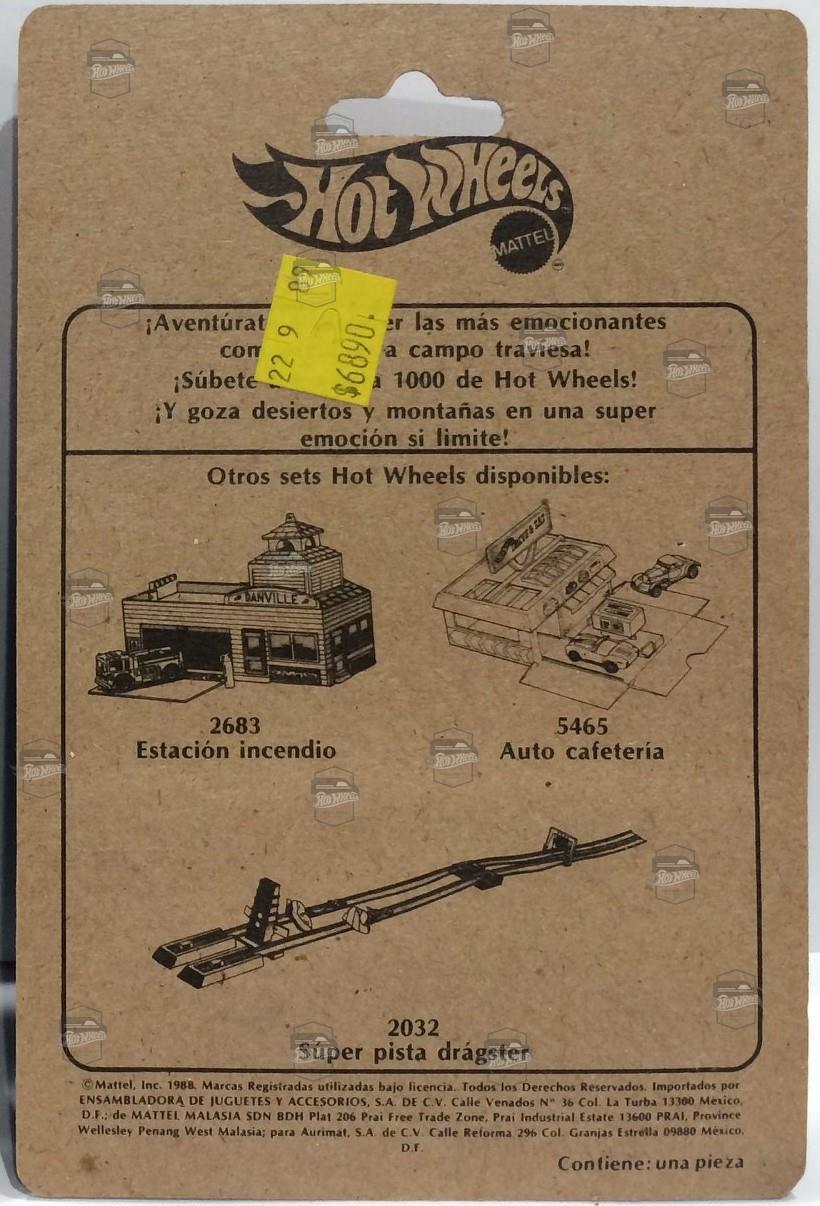 Hot Wheels
MATTEL
22 9 89
$6890.
¡Aventúrat er las más emocionantes
com a campo traviesa!
¡Súbete a 1000 de Hot Wheels!
¡Y goza desiertos y montañas en una super
emoción si limite!
Otros sets Hot Wheels disponibles:
DANVILLE
2683
Estación incendio
5465
Auto cafetería
2032
Súper pista drágster
©Mattel, Inc. 1988. Marcas Registradas utilizadas bajo licencia. Todos los Derechos Reservados. Importados por
ENSAMBLADORA DE JUGUETES Y ACCESORIOS, S.A. DE C.V. Calle Venados N° 36 Col. La Turba 13300 México,
D.F.; de MATTEL MALASIA SDN BDH Plat 206 Prai Free Trade Zone, Prai Industrial Estate 13600 PRAI, Province
Wellesley Penang West Malasia; para Aurimat, S.A. de C.V. Calle Reforma 296 Col. Granjas Estrella 09880 México,
D.F.
Contiene: una pieza